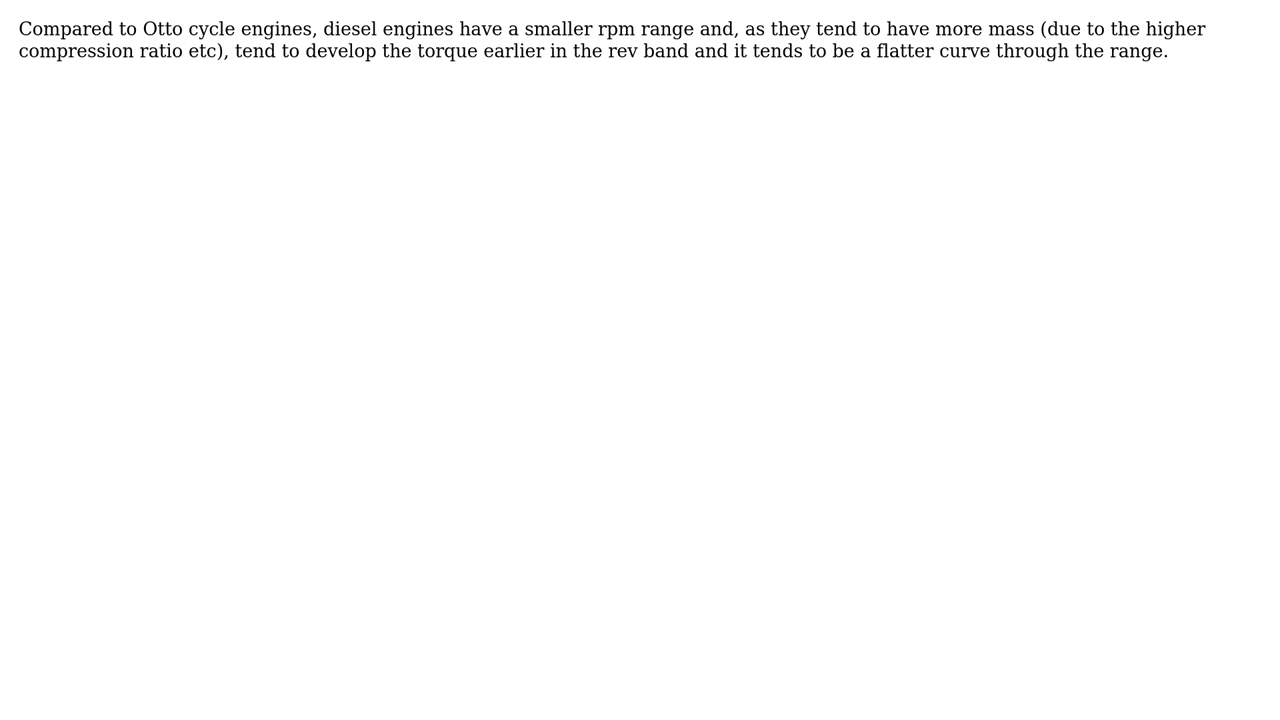 Compared to Otto cycle engines, diesel engines have a smaller rpm range and, as they tend to have more mass (due to the higher
compression ratio etc), tend to develop the torque earlier in the rev band and it tends to be a flatter curve through the range.